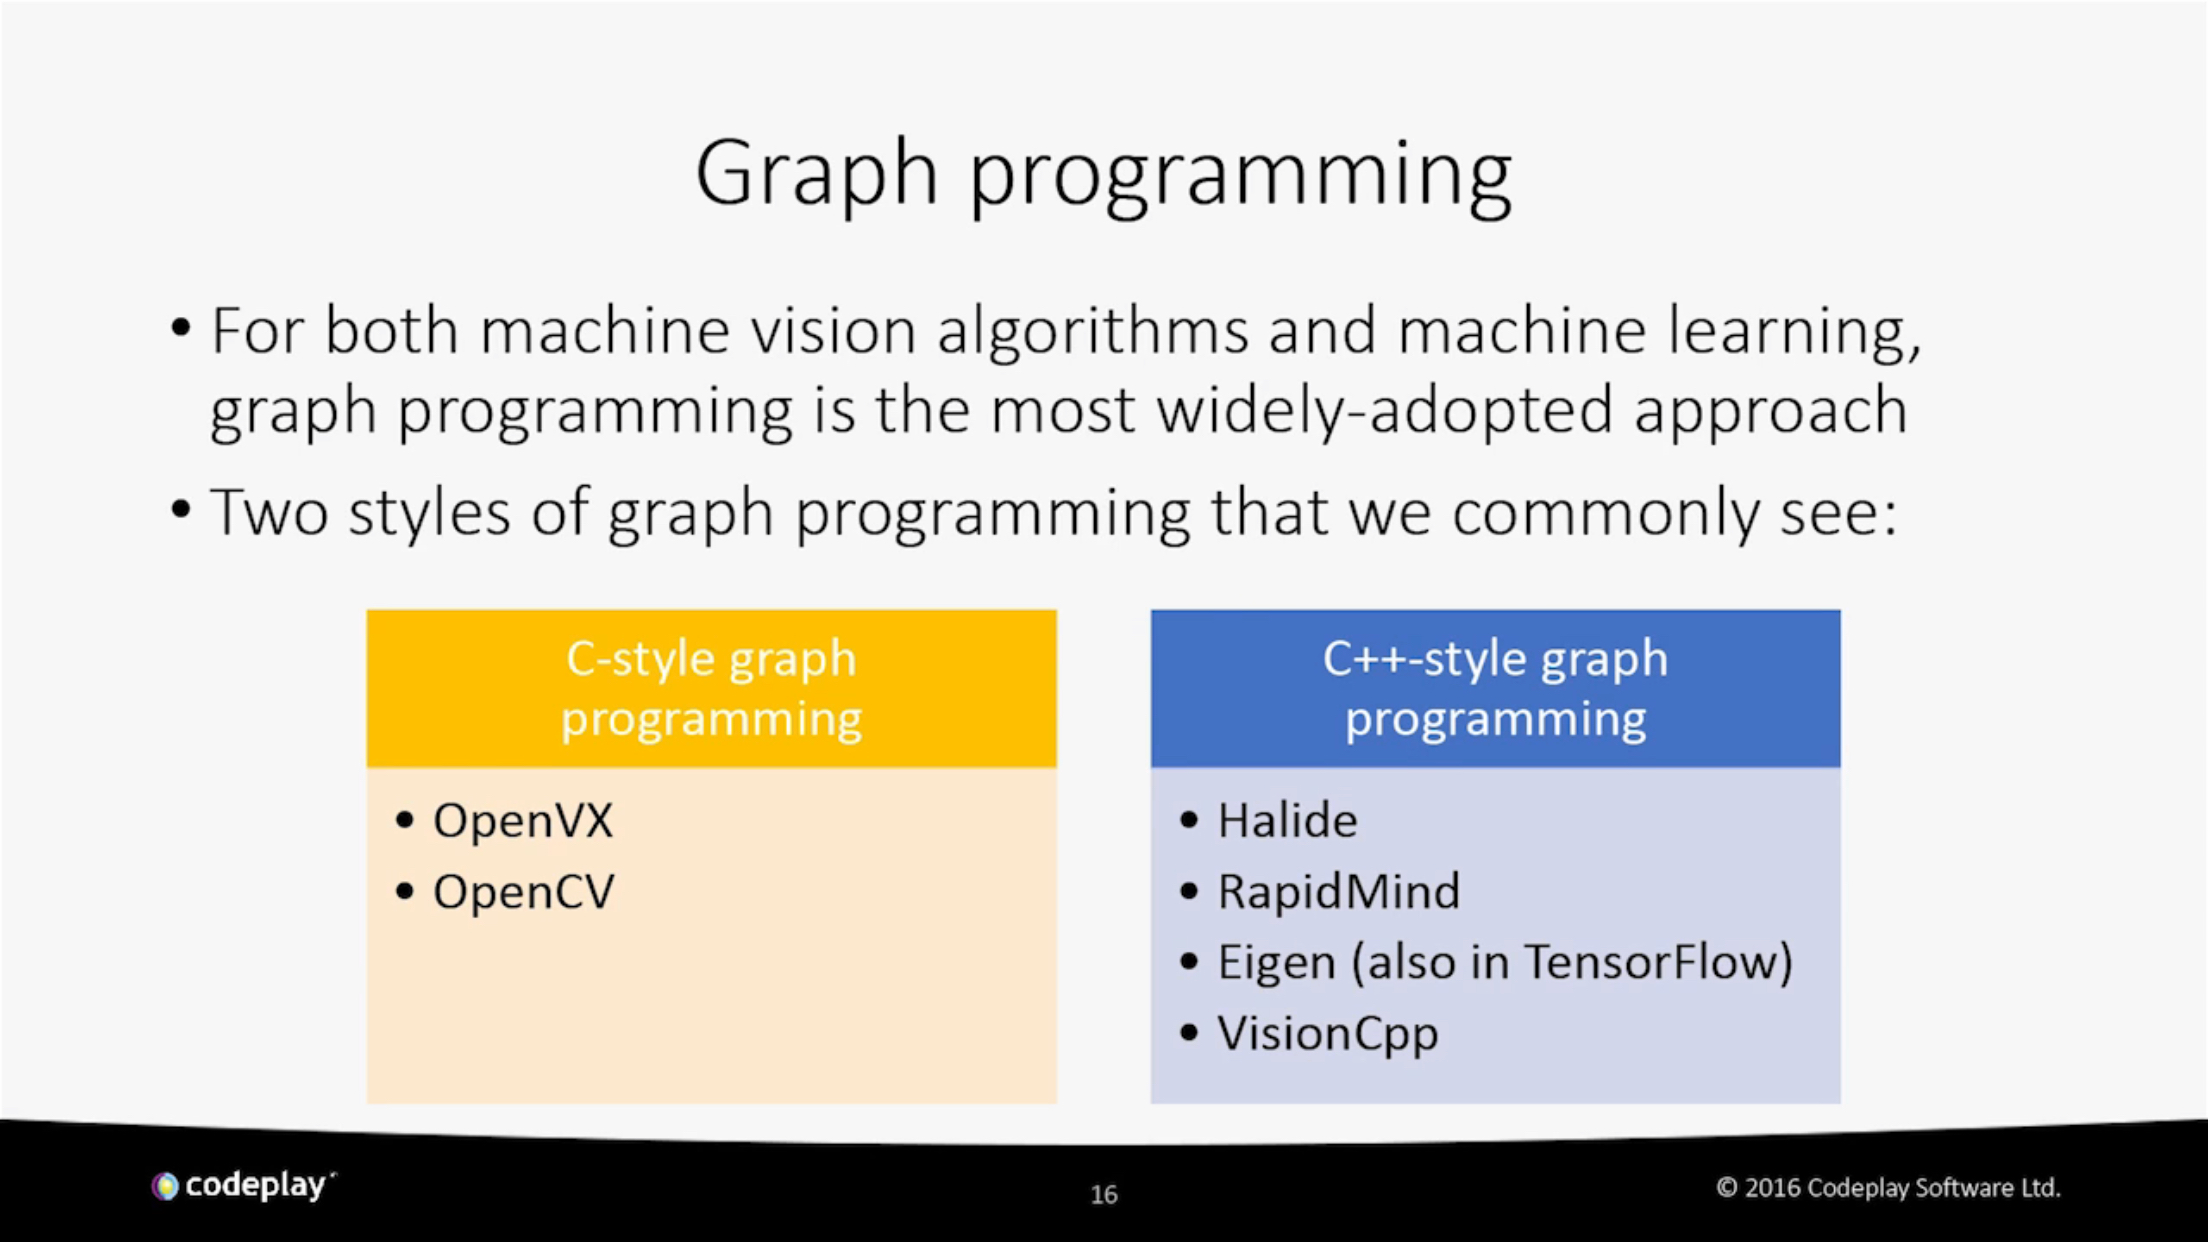 Graph programming
• For both machine vision algorithms and machine learning,
graph programming is the most widely-adopted approach
• Two styles of graph programming that we commonly see:
C-style graph
programming
• OpenVX
• OpenCV
C++-style graph
programming
• Halide
• RapidMind
• Eigen (also in TensorFlow)
• VisionCpp
codeplay
16
© 2016 Codeplay Software Ltd.